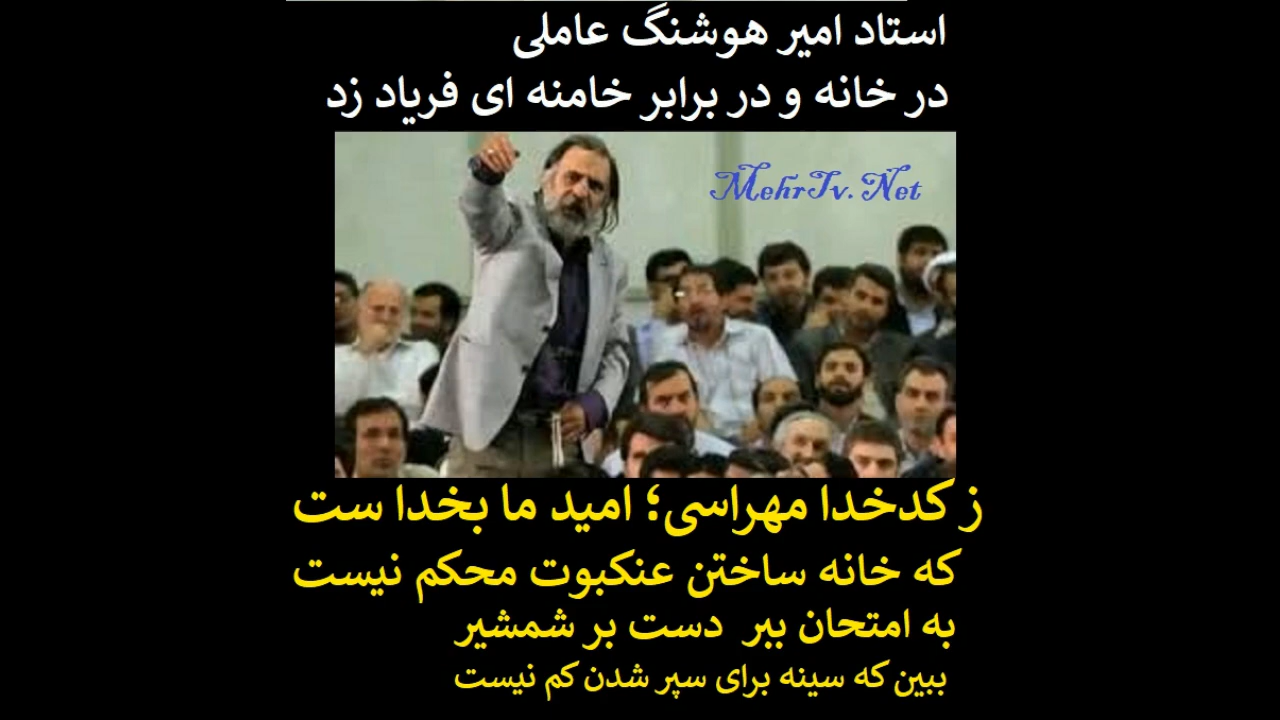 استاد امیر هوشنگ عاملی
در خانه و در برابر خامنه ای فریاد زد
MehrTv.Net
ز کدخدا مهراسی؛ امید ما بخدا ست
که خانه ساختن عنکبوت محکم نیست
به امتحان ببر دست بر شمشیر
ببین که سینه برای سپر شدن کم نیست